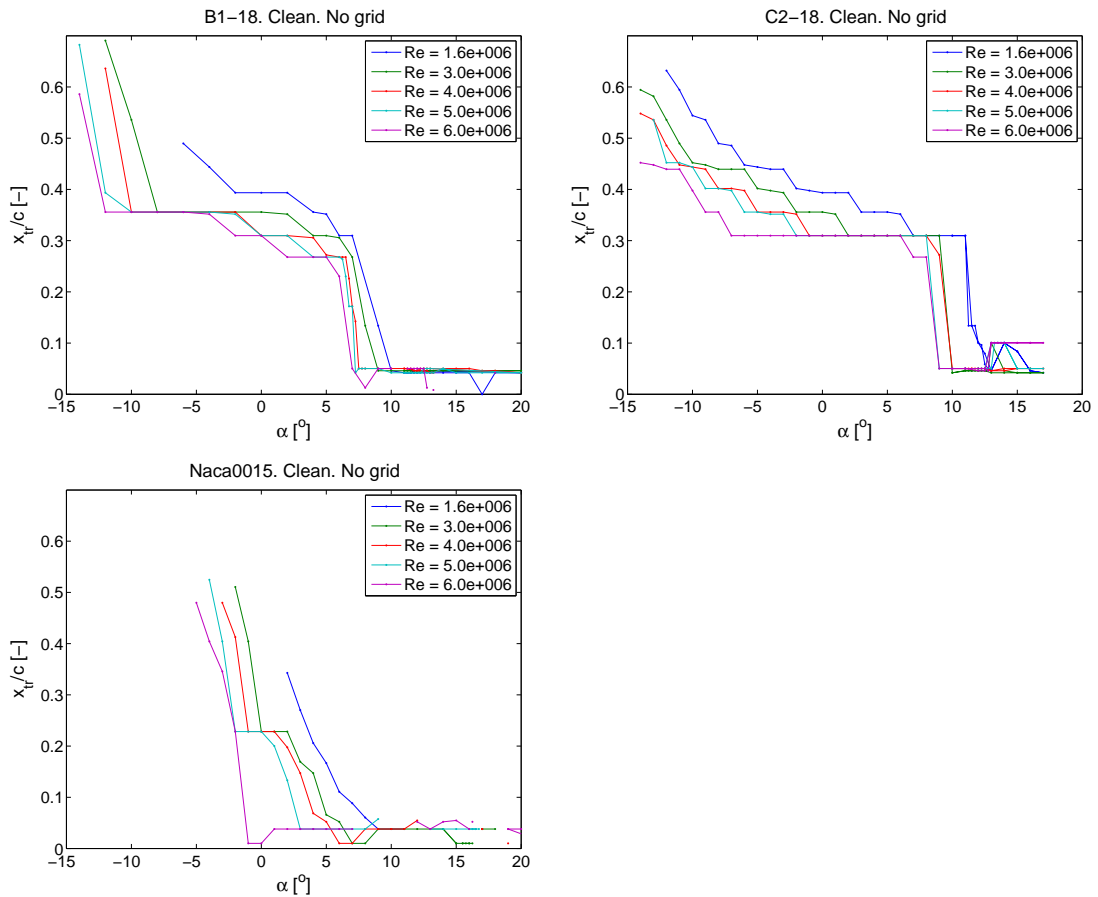 B1−18. Clean. No grid
Re = 1.6e+006
Re = 3.0e+006
Re = 4.0e+006
Re = 5.0e+006
Re = 6.0e+006
0.6
0.5
0.4
0.3
0.2
0.1
0
x_tr/c [−]
−15 −10 −5 0 5 10 15 20
α [°]
C2−18. Clean. No grid
Re = 1.6e+006
Re = 3.0e+006
Re = 4.0e+006
Re = 5.0e+006
Re = 6.0e+006
0.6
0.5
0.4
0.3
0.2
0.1
0
x_tr/c [−]
−15 −10 −5 0 5 10 15 20
α [°]
Naca0015. Clean. No grid
Re = 1.6e+006
Re = 3.0e+006
Re = 4.0e+006
Re = 5.0e+006
Re = 6.0e+006
0.6
0.5
0.4
0.3
0.2
0.1
0
x_tr/c [−]
−15 −10 −5 0 5 10 15 20
α [°]